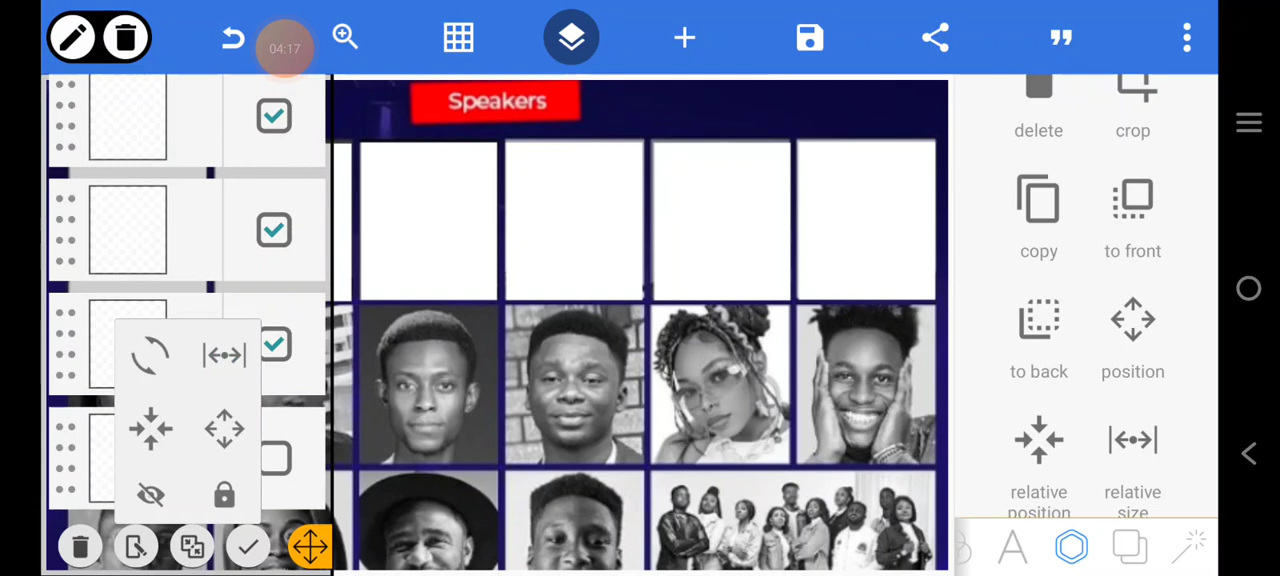 04:17
Speakers
delete
crop
copy
to front
to back
position
relative
position
relative
size